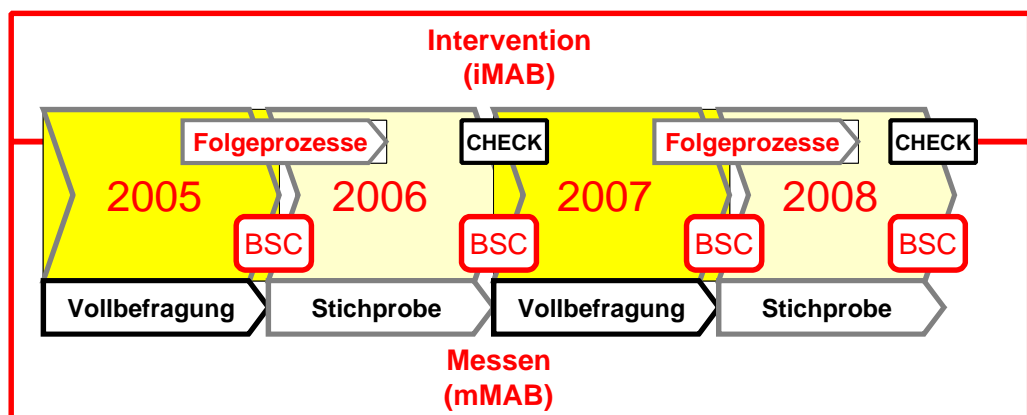 Intervention
(iMAB)
Folgeprozesse
CHECK
Folgeprozesse
CHECK
2005
2006
2007
2008
BSC
BSC
BSC
BSC
Vollbefragung
Stichprobe
Vollbefragung
Stichprobe
Messen
(mMAB)